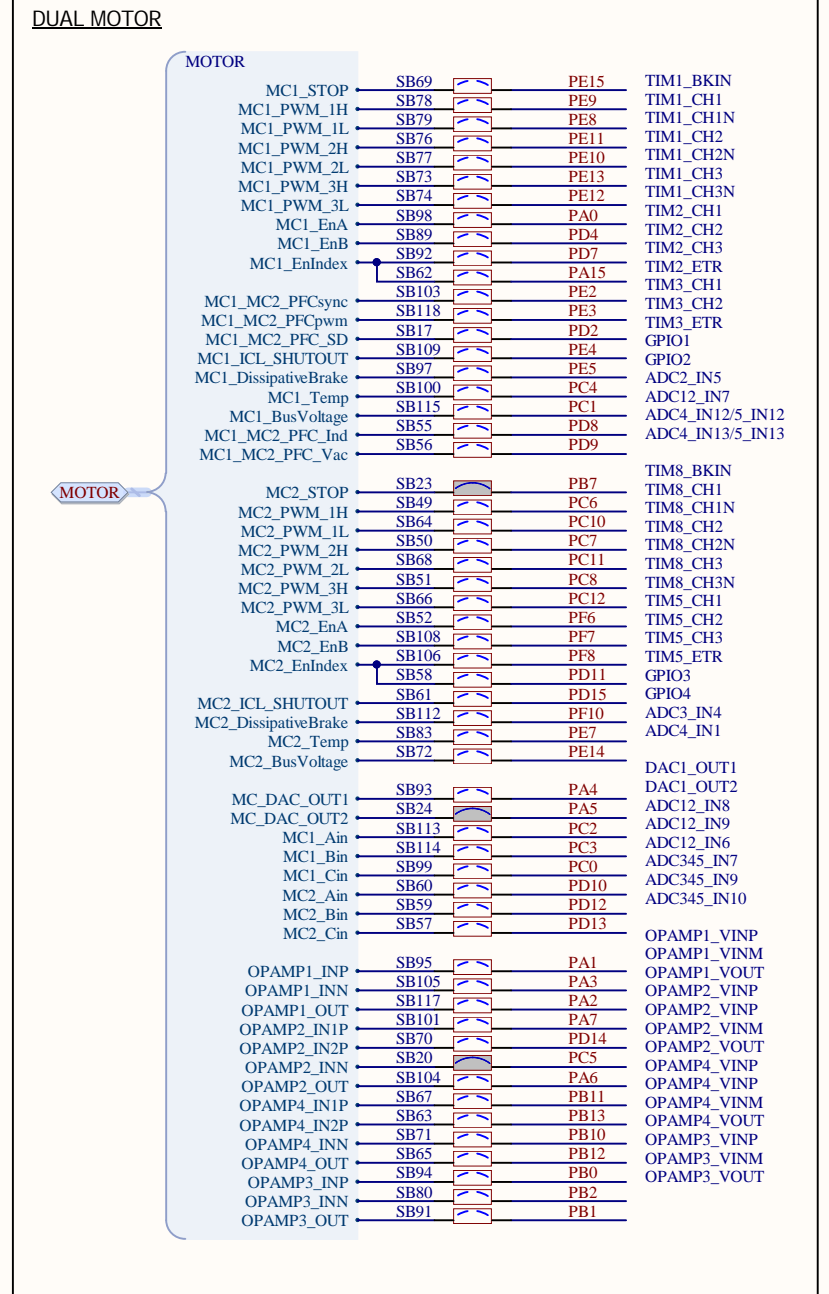 DUAL MOTOR
MOTOR
MOTOR
MC1_STOP SB69 PE15 TIM1_BKIN
MC1_PWM_1H SB78 PE9 TIM1_CH1
MC1_PWM_1L SB79 PE8 TIM1_CH1N
MC1_PWM_2H SB76 PE11 TIM1_CH2
MC1_PWM_2L SB77 PE10 TIM1_CH2N
MC1_PWM_3H SB73 PE13 TIM1_CH3
MC1_PWM_3L SB74 PE12 TIM1_CH3N
MC1_EnA SB98 PA0 TIM2_CH1
MC1_EnB SB89 PD4 TIM2_CH2
MC1_EnIndex SB92 PD7 TIM2_CH3
SB62 PA15 TIM2_ETR
MC1_MC2_PFCsync SB103 PE2 TIM3_CH1
MC1_MC2_PFCpwm SB118 PE3 TIM3_CH2
MC1_MC2_PFC_SD SB17 PD2 TIM3_ETR
MC1_ICL_SHUTOUT SB109 PE4 GPIO1
MC1_DissipativeBrake SB97 PE5 GPIO2
MC1_Temp SB100 PC4 ADC2_IN5
MC1_BusVoltage SB115 PC1 ADC12_IN7
MC1_MC2_PFC_Ind SB55 PD8 ADC4_IN12/5_IN12
MC1_MC2_PFC_Vac SB56 PD9 ADC4_IN13/5_IN13
MC2_STOP SB23 PB7 TIM8_BKIN
MC2_PWM_1H SB49 PC6 TIM8_CH1
MC2_PWM_1L SB64 PC10 TIM8_CH1N
MC2_PWM_2H SB50 PC7 TIM8_CH2
MC2_PWM_2L SB68 PC11 TIM8_CH2N
MC2_PWM_3H SB51 PC8 TIM8_CH3
MC2_PWM_3L SB66 PC12 TIM8_CH3N
MC2_EnA SB52 PF6 TIM5_CH1
MC2_EnB SB108 PF7 TIM5_CH2
MC2_EnIndex SB106 PF8 TIM5_CH3
SB58 PD11 TIM5_ETR
MC2_ICL_SHUTOUT SB61 PD15 GPIO3
MC2_DissipativeBrake SB112 PF10 GPIO4
MC2_Temp SB83 PE7 ADC3_IN4
MC2_BusVoltage SB72 PE14 ADC4_IN1
MC_DAC_OUT1 SB93 PA4 DAC1_OUT1
MC_DAC_OUT2 SB24 PA5 DAC1_OUT2
MC1_Ain SB113 PC2 ADC12_IN8
MC1_Bin SB114 PC3 ADC12_IN9
MC1_Cin SB99 PC0 ADC12_IN6
MC2_Ain SB60 PD10 ADC345_IN7
MC2_Bin SB59 PD12 ADC345_IN9
MC2_Cin SB57 PD13 ADC345_IN10
OPAMP1_INP SB95 PA1 OPAMP1_VINP
OPAMP1_INN SB105 PA3 OPAMP1_VINM
OPAMP1_OUT SB117 PA2 OPAMP1_VOUT
OPAMP2_IN1P SB101 PA7 OPAMP2_VINP
OPAMP2_IN2P SB70 PD14 OPAMP2_VINP
OPAMP2_INN SB20 PC5 OPAMP2_VINM
OPAMP2_OUT SB104 PA6 OPAMP2_VOUT
OPAMP4_IN1P SB67 PB11 OPAMP4_VINP
OPAMP4_IN2P SB63 PB13 OPAMP4_VINP
OPAMP4_INN SB71 PB10 OPAMP4_VINM
OPAMP4_OUT SB65 PB12 OPAMP4_VOUT
OPAMP3_INP SB94 PB0 OPAMP3_VINP
OPAMP3_INN SB80 PB2 OPAMP3_VINM
OPAMP3_OUT SB91 PB1 OPAMP3_VOUT